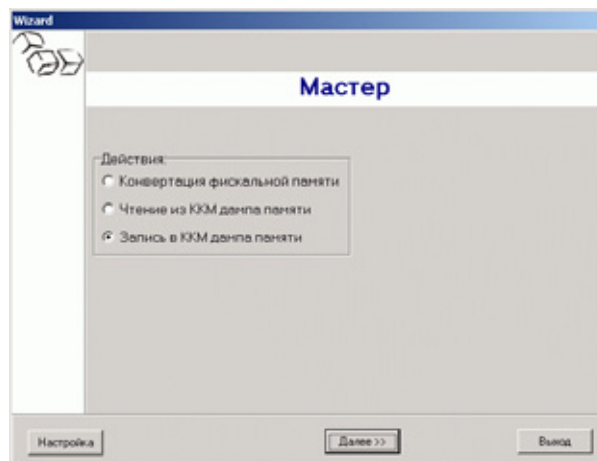 Wizard
Мастер
Действия:
Конвертация фискальной памяти
Чтение из ККМ дампа памяти
Запись в ККМ дампа памяти
Настройка
Далее >>
Выход